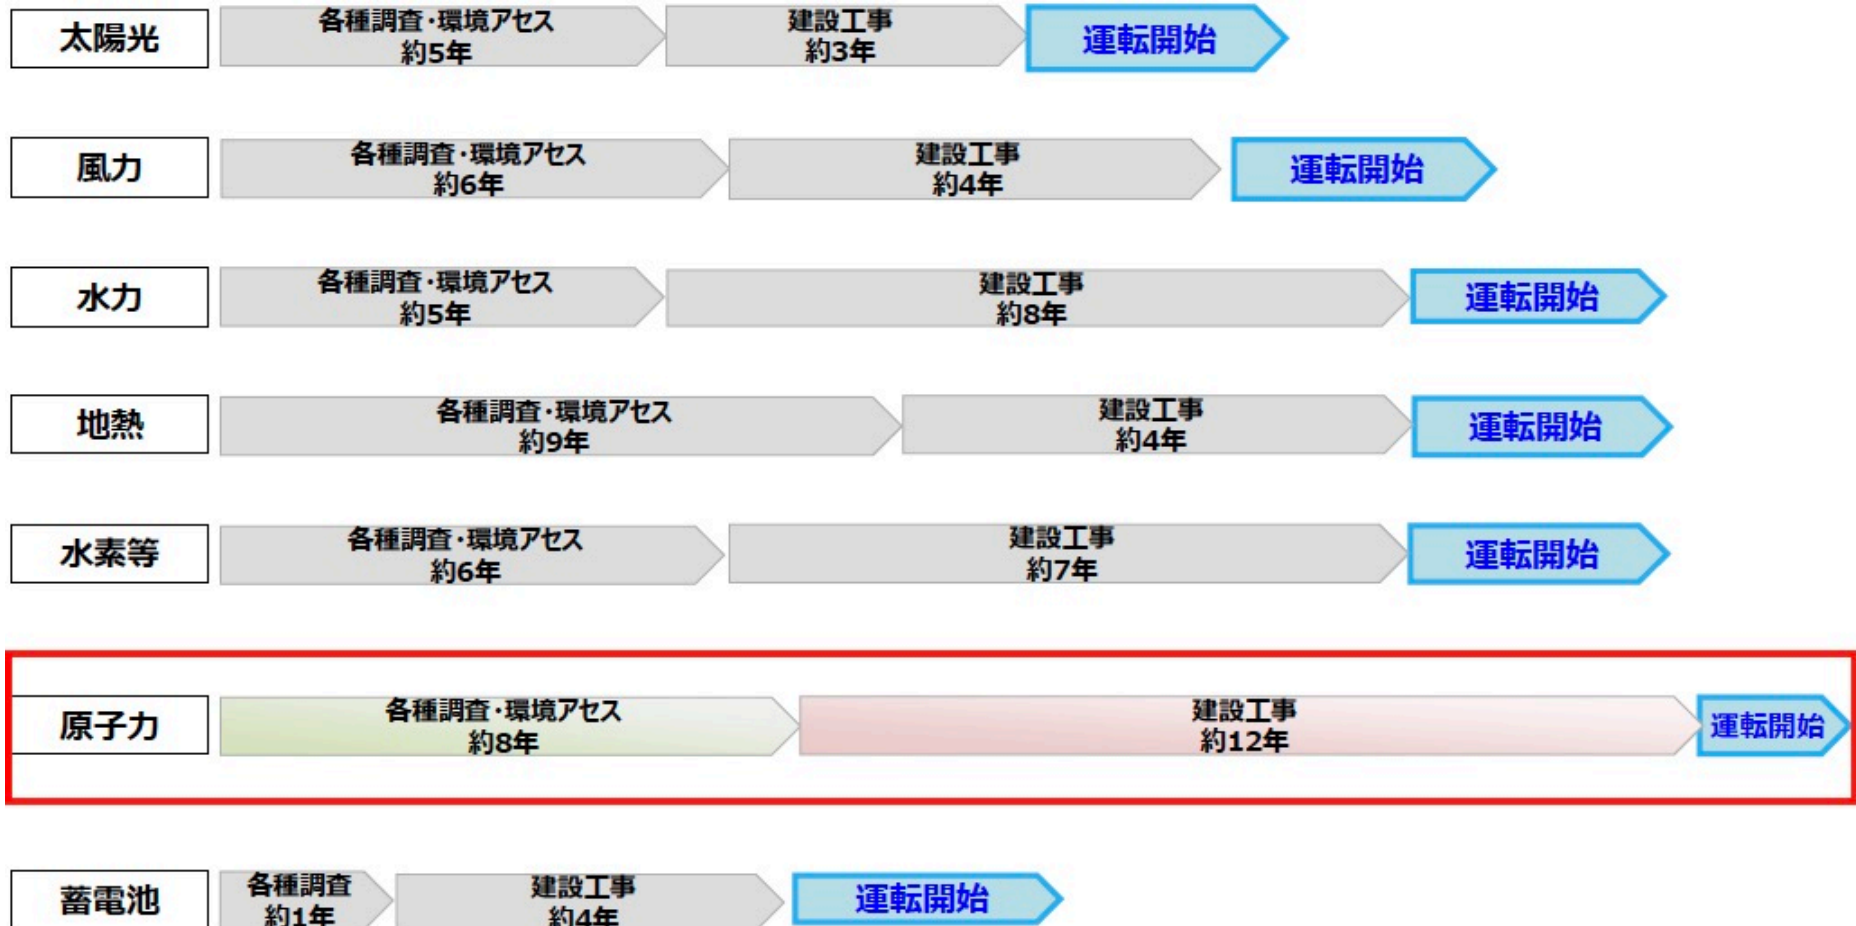 太陽光
各種調査・環境アセス
約5年
建設工事
約3年
運転開始
風力
各種調査・環境アセス
約6年
建設工事
約4年
運転開始
水力
各種調査・環境アセス
約5年
建設工事
約8年
運転開始
地熱
各種調査・環境アセス
約9年
建設工事
約4年
運転開始
水素等
各種調査・環境アセス
約6年
建設工事
約7年
運転開始
原子力
各種調査・環境アセス
約8年
建設工事
約12年
運転開始
蓄電池
各種調査
約1年
建設工事
約4年
運転開始